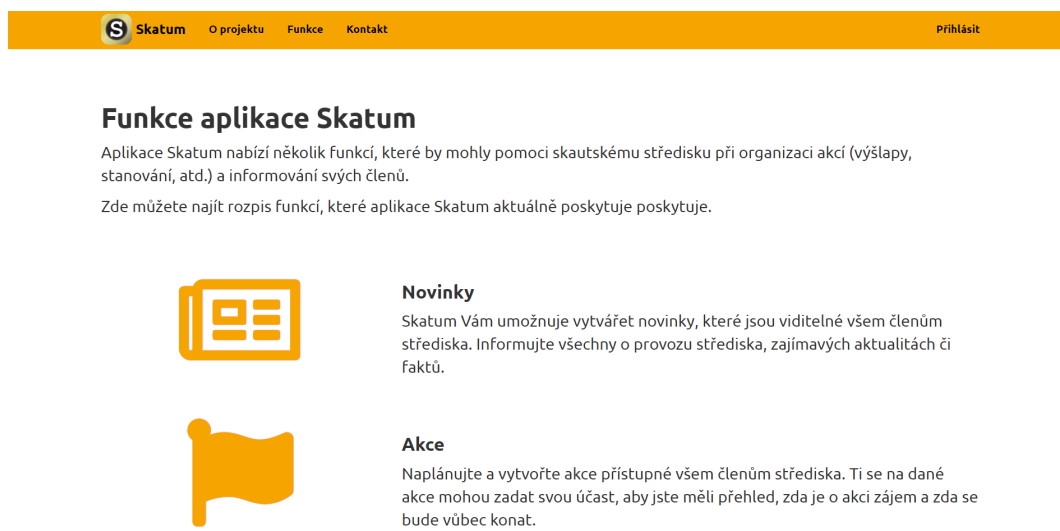 S Skatum O projektu Funkce Kontakt Přihlásit
Funkce aplikace Skatum
Aplikace Skatum nabízí několik funkcí, které by mohly pomoci skautskému středisku při organizaci akcí (výšlapy,
stanování, atd.) a informování svých členů.
Zde můžete najít rozpis funkcí, které aplikace Skatum aktuálně poskytuje poskytuje.
Novinky
Skatum Vám umožnuje vytvářet novinky, které jsou viditelné všem členům
střediska. Informujte všechny o provozu střediska, zajímavých aktualitách či
faktů.
Akce
Naplánujte a vytvořte akce přístupné všem členům střediska. Ti se na dané
akce mohou zadat svou účast, aby jste měli přehled, zda je o akci zájem a zda se
bude vůbec konat.